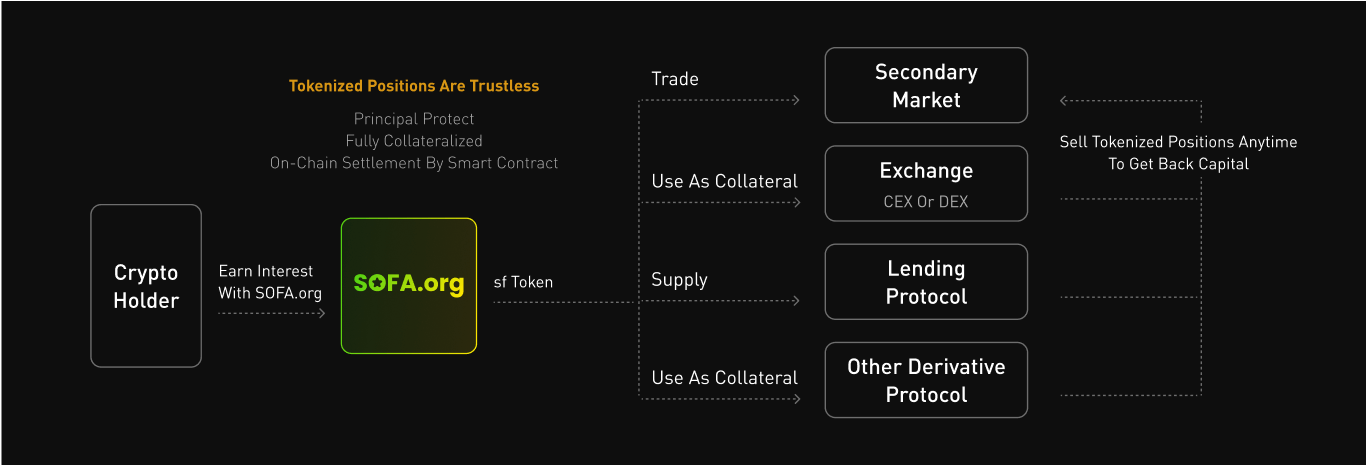 Tokenized Positions Are Trustless
Principal Protect
Fully Collateralized
On-Chain Settlement By Smart Contract
Crypto
Holder
Earn Interest
With SOFA.org
SOFA.org
sf Token
Trade
Secondary
Market
Use As Collateral
Exchange
CEX Or DEX
Supply
Lending
Protocol
Use As Collateral
Other Derivative
Protocol
Sell Tokenized Positions Anytime
To Get Back Capital